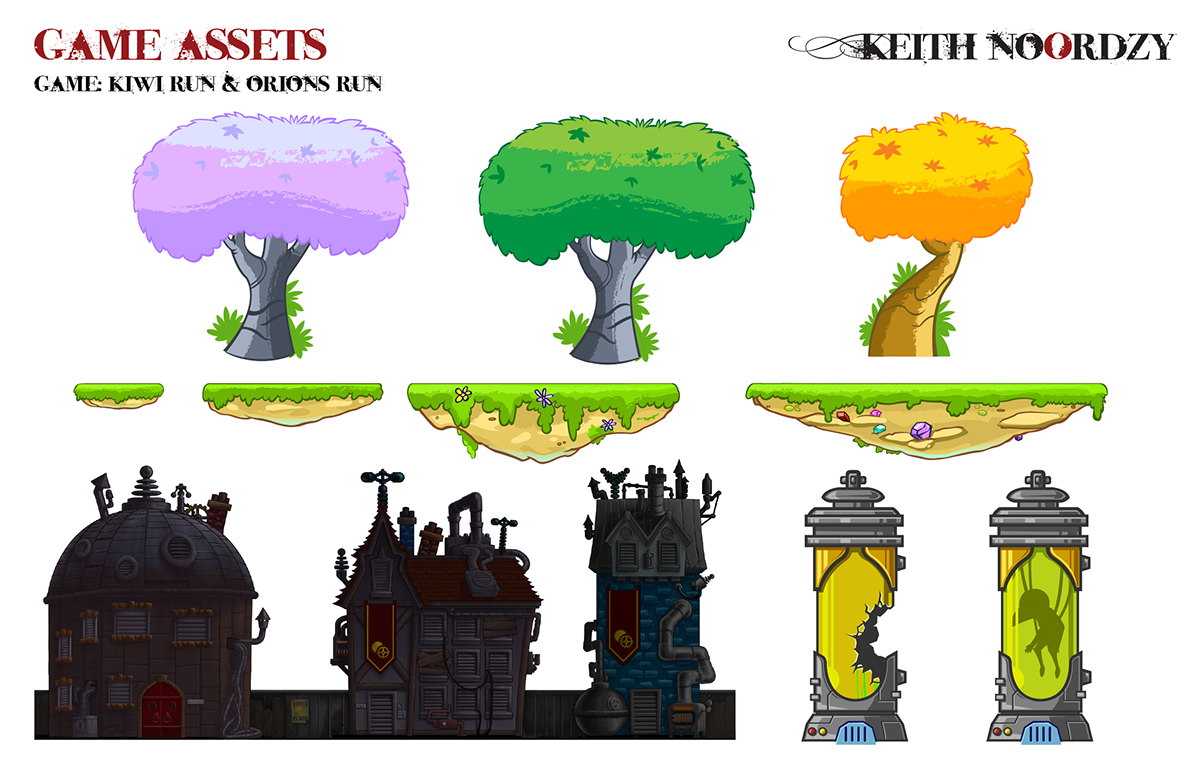 GAME ASSETS
KEITH NOORDZY
GAME: KIWI RUN & ORIONS RUN